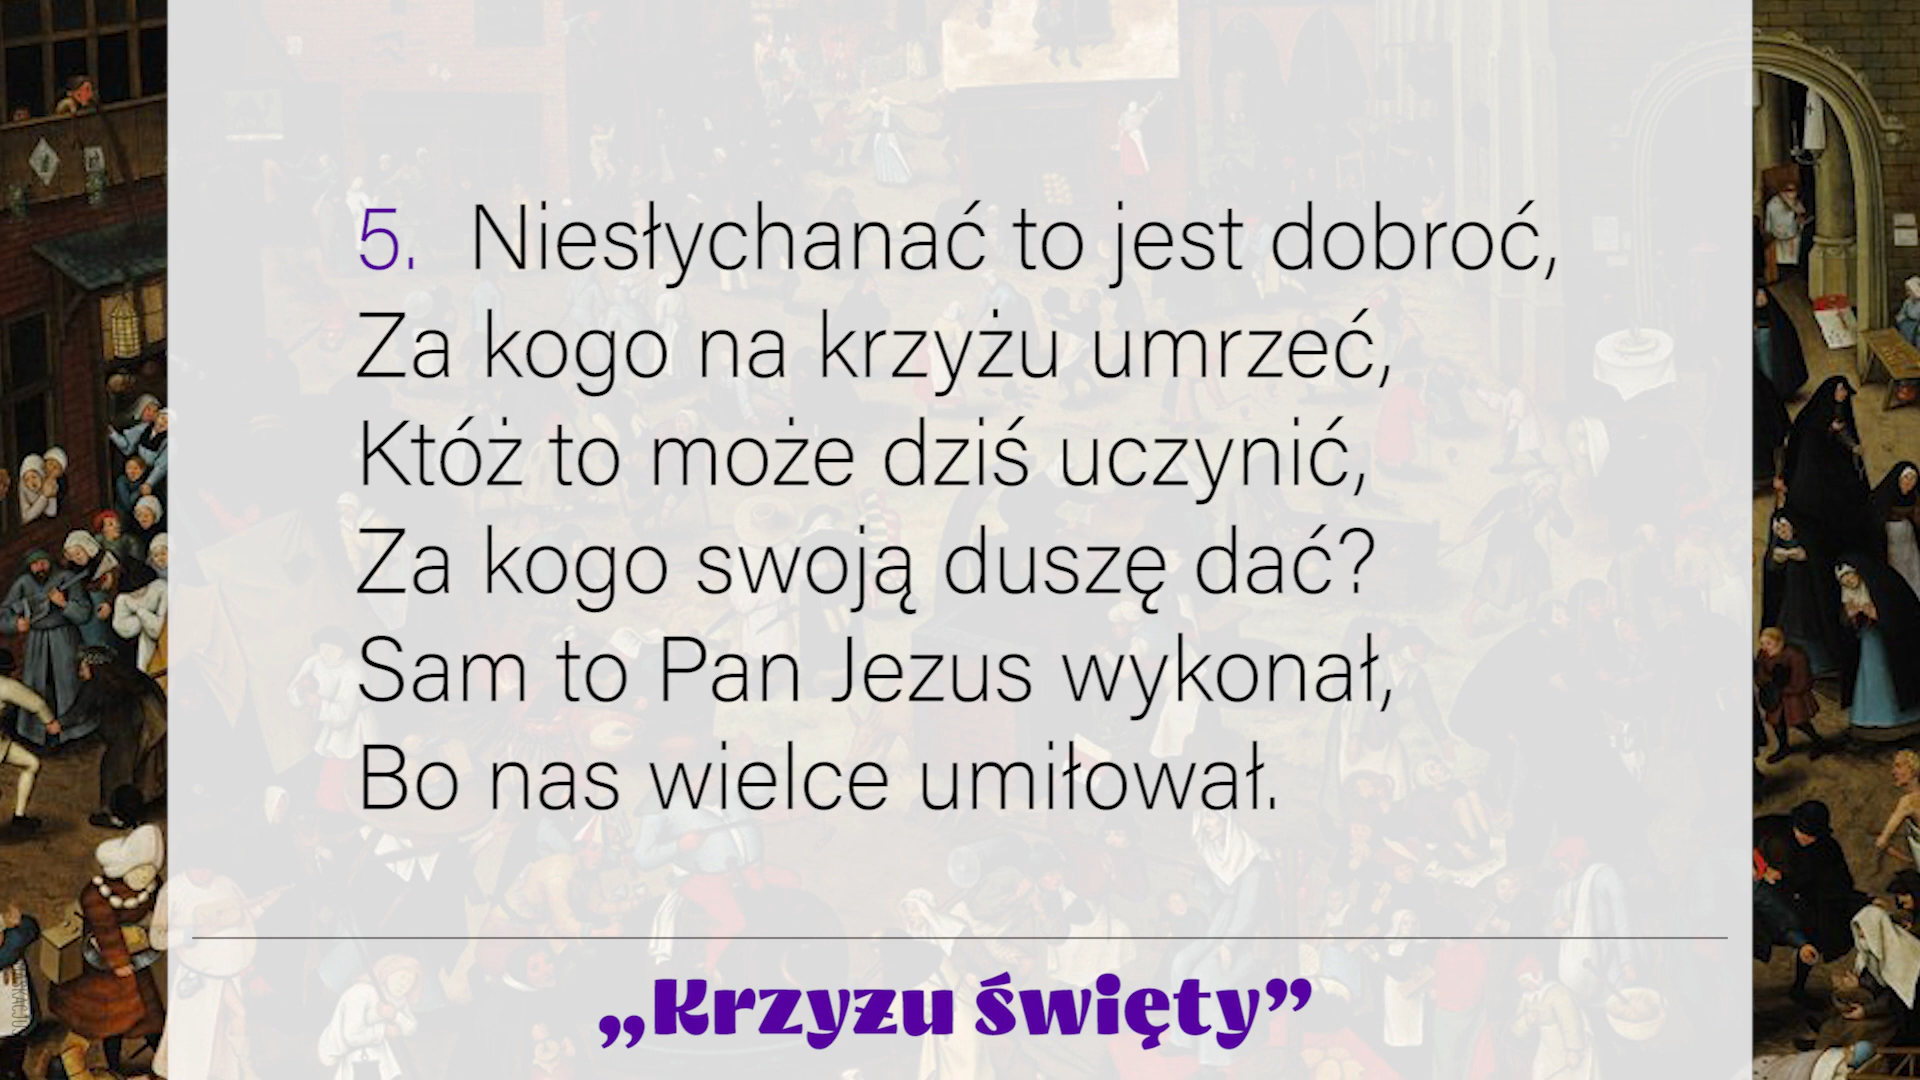 5. Niesłychanać to jest dobroć,
Za kogo na krzyżu umrzeć,
Któż to może dziś uczynić,
Za kogo swoją duszę dać?
Sam to Pan Jezus wykonał,
Bo nas wielce umiłował.
„Krzyżu święty”